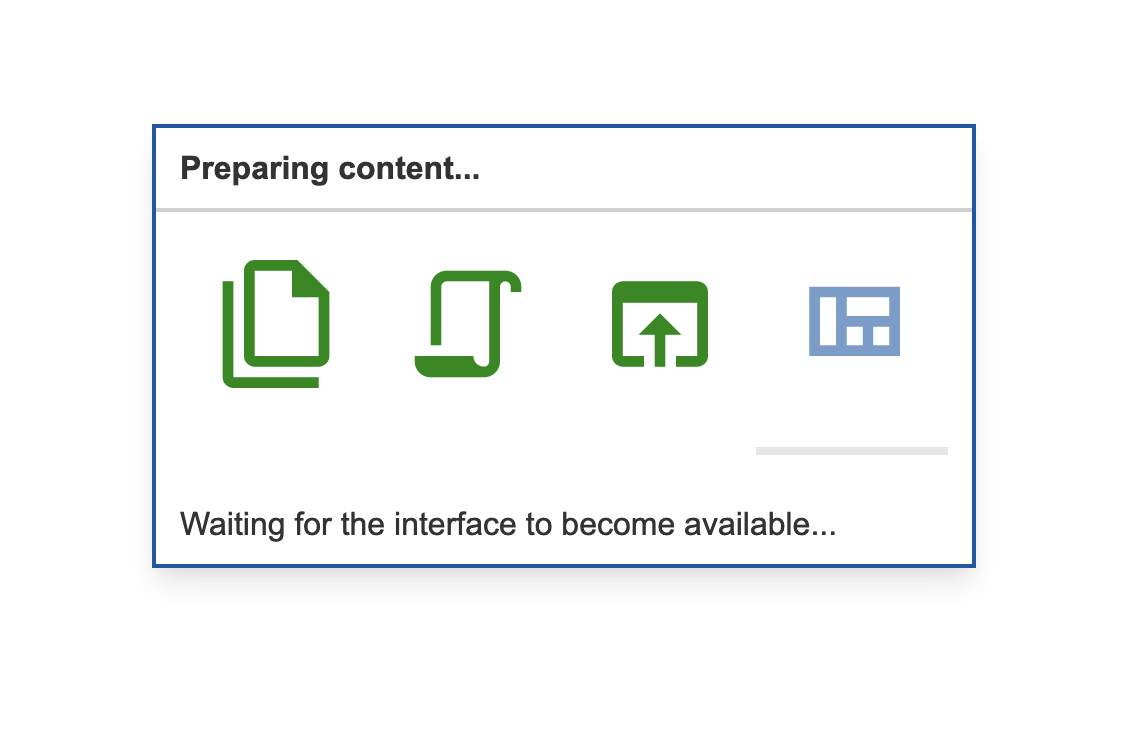 Preparing content...
Waiting for the interface to become available...